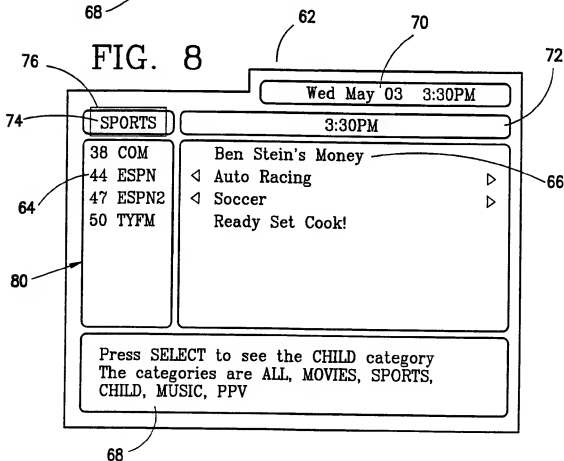 68
FIG. 8
62
70
76
72
Wed May 03 3:30PM
74
SPORTS
3:30PM
38 COM
Ben Stein's Money
44 ESPN
Auto Racing
66
64
47 ESPN2
Soccer
50 TYFM
Ready Set Cook!
80
Press SELECT to see the CHILD category
The categories are ALL, MOVIES, SPORTS,
CHILD, MUSIC, PPV
68